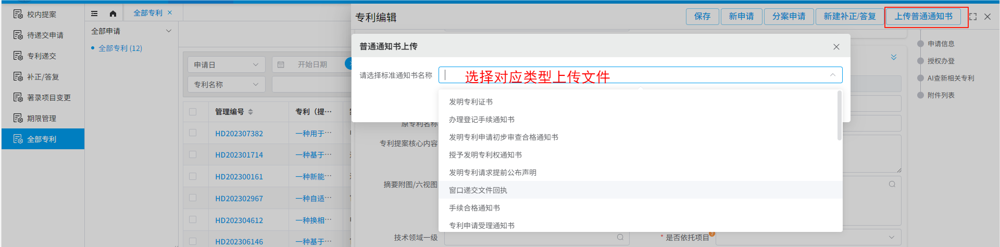 校内提案
待递交申请
专利递交
补正/答复
著录项目变更
期限管理
全部专利
全部专利
全部申请
全部专利 (12)
申请日
开始日期
专利名称
管理编号
专利（提…
HD202307382
一种用于…
HD202301714
一种基于…
HD202300161
一种新能…
HD202302967
一种自适…
HD202304612
一种换相…
HD202306146
一种基于…
专利编辑
保存
新申请
分案申请
新建补正/答复
上传普通通知书
普通通知书上传
请选择标准通知书名称
选择对应类型上传文件
发明专利证书
办理登记手续通知书
发明专利申请初步审查合格通知书
授予发明专利权通知书
发明专利请求提前公布声明
窗口递交文件回执
手续合格通知书
专利申请受理通知书
原专利名称
专利提案核心内容
摘要附图/六视图
技术领域一级
* 是否依托项目
?
申请信息
授权办登
AI查新相关专利
附件列表